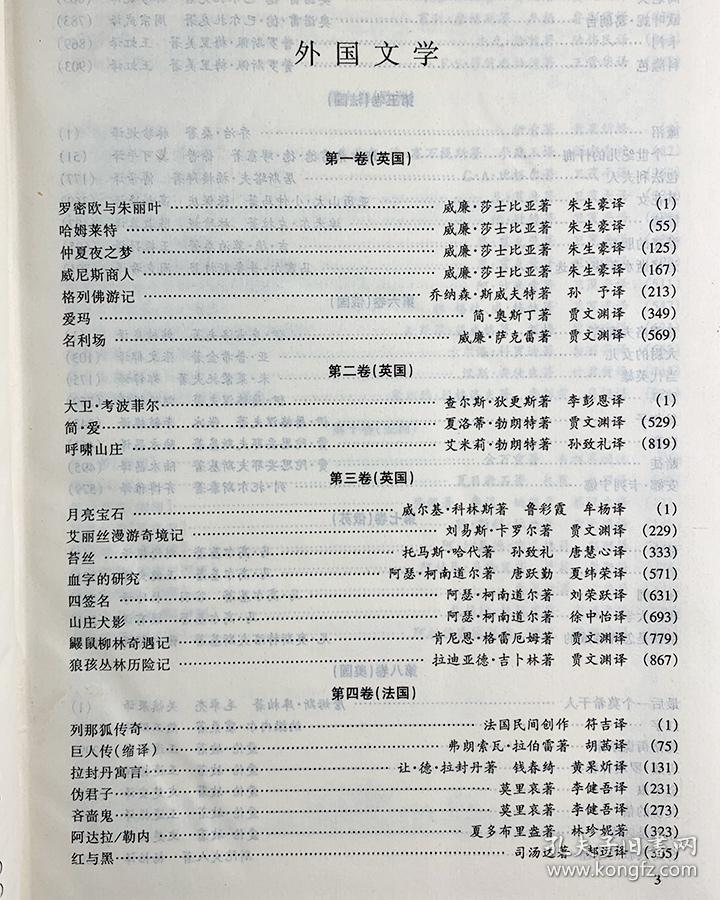 外国文学
第一卷(英国)
罗密欧与朱丽叶……威廉·莎士比亚著 朱生豪译 (1)
哈姆莱特……威廉·莎士比亚著 朱生豪译 (55)
仲夏夜之梦……威廉·莎士比亚著 朱生豪译 (125)
威尼斯商人……威廉·莎士比亚著 朱生豪译 (167)
格列佛游记……乔纳森·斯威夫特著 孙 予译 (213)
爱玛……简·奥斯丁著 贾文渊译 (349)
名利场……威廉·萨克雷著 贾文渊译 (569)
第二卷(英国)
大卫·考波菲尔……查尔斯·狄更斯著 李彭恩译 (1)
简·爱……夏洛蒂·勃朗特著 贾文渊译 (529)
呼啸山庄……艾米莉·勃朗特著 孙致礼译 (819)
第三卷(英国)
月亮宝石……威尔基·科林斯著 鲁彩霞 牟杨译 (1)
艾丽丝漫游奇境记……刘易斯·卡罗尔著 贾文渊译 (229)
苔丝……托马斯·哈代著 孙致礼 唐慧心译 (333)
血字的研究……阿瑟·柯南道尔著 唐跃勤 夏纬荣译 (571)
四签名……阿瑟·柯南道尔著 刘荣跃译 (631)
山庄犬影……阿瑟·柯南道尔著 徐中怡译 (693)
鼹鼠柳林奇遇记……肯尼恩·格雷厄姆著 贾文渊译 (779)
狼孩丛林历险记……拉迪亚德·吉卜林著 贾文渊译 (867)
第四卷(法国)
列那狐传奇……法国民间创作 符吉译 (1)
巨人传(缩译)……弗朗索瓦·拉伯雷著 胡茜译 (75)
拉封丹寓言……让·德·拉封丹著 钱春绮 黄杲炘译 (131)
伪君子……莫里哀著 李健吾译 (231)
吝啬鬼……莫里哀著 李健吾译 (273)
阿达拉/勒内……夏多布里盎著 林珍妮著 (323)
红与黑……司汤达著 郝运译 (365)
3
孔夫子旧书网
www.kongfz.com